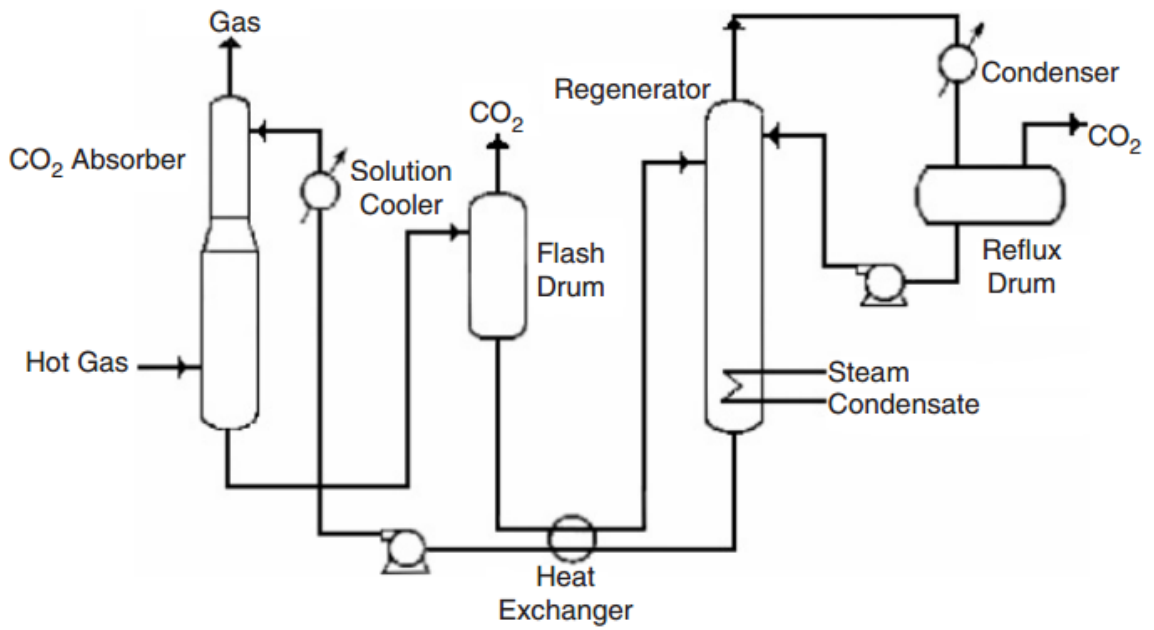 Gas
Condenser
Regenerator
CO₂
CO₂
CO₂ Absorber
Solution
Cooler
Flash
Drum
Reflux
Drum
Hot Gas
Steam
Condensate
Heat
Exchanger